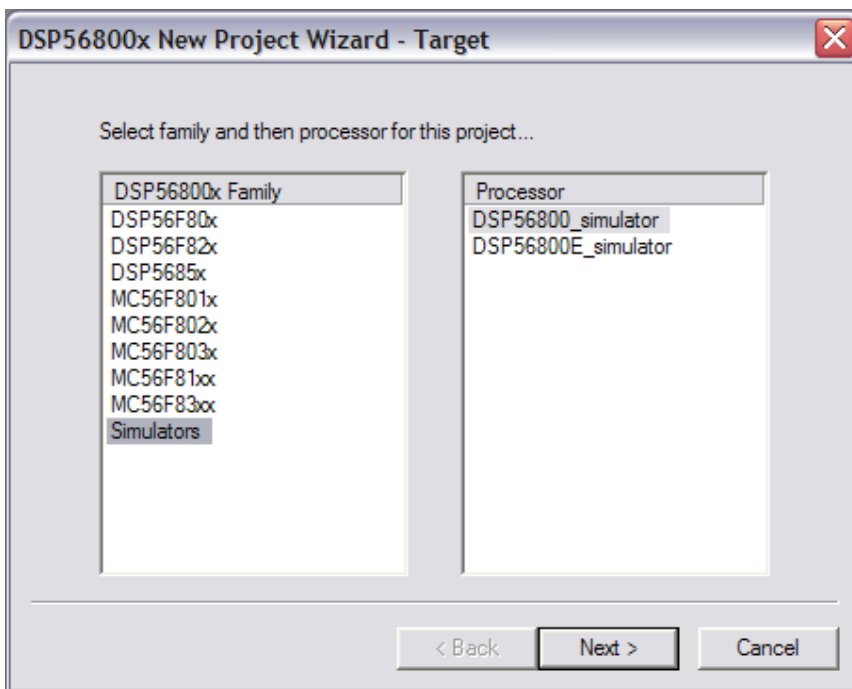 DSP56800x New Project Wizard - Target
Select family and then processor for this project...
DSP56800x Family
DSP56F80x
DSP56F82x
DSP5685x
MC56F801x
MC56F802x
MC56F803x
MC56F81xx
MC56F83xx
Simulators
Processor
DSP56800_simulator
DSP56800E_simulator
< Back
Next >
Cancel